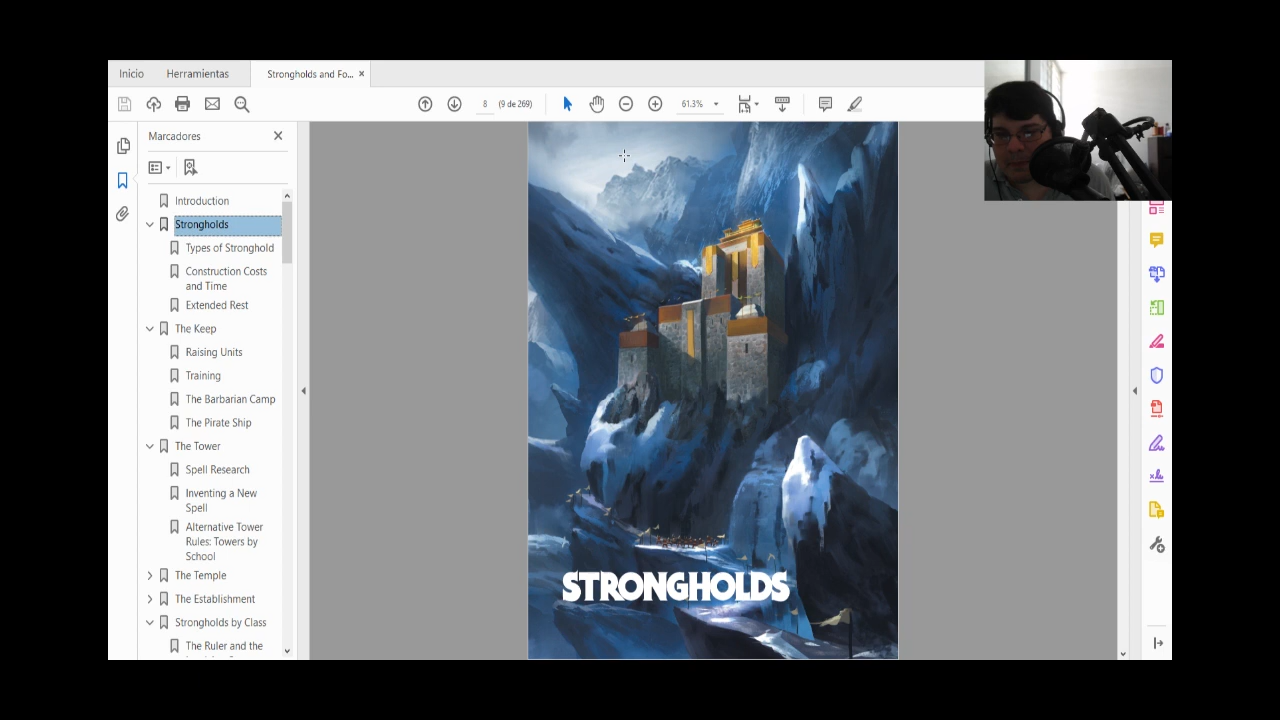 Inicio
Herramientas
Strongholds and Fo...
8
(9 de 269)
61.3%
Marcadores
Introduction
Strongholds
Types of Stronghold
Construction Costs
and Time
Extended Rest
The Keep
Raising Units
Training
The Barbarian Camp
The Pirate Ship
The Tower
Spell Research
Inventing a New
Spell
Alternative Tower
Rules: Towers by
School
The Temple
The Establishment
Strongholds by Class
The Ruler and the
STRONGHOLDS